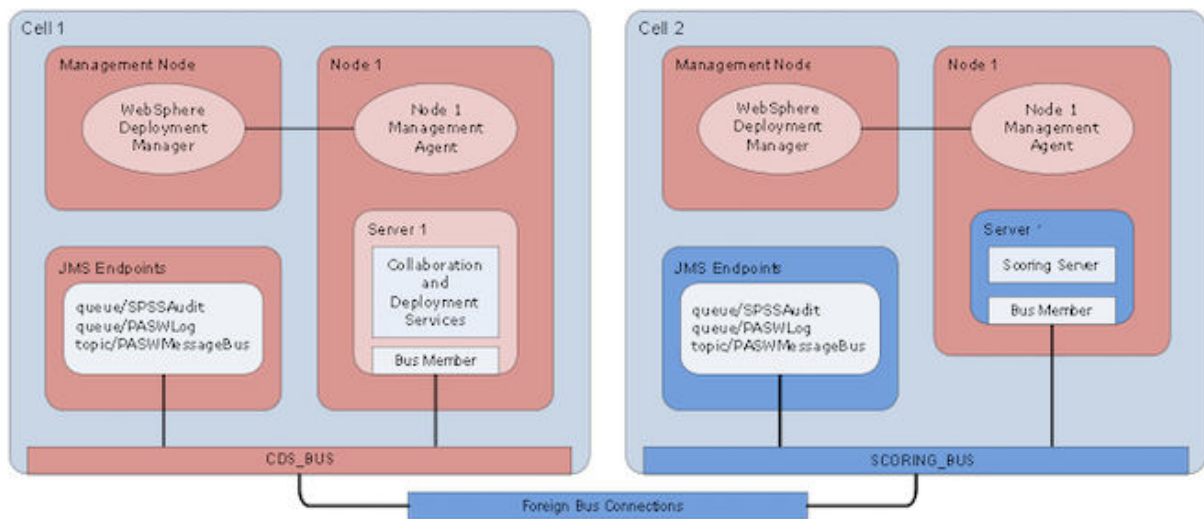 Cell 1
Management Node
WebSphere
Deployment
Manager
Node 1
Node 1
Management
Agent
Server 1
Collaboration
and
Deployment
Services
Bus Member
JMS Endpoints
queue/SPSSAudit
queue/PASWLog
topic/PASWMessageBus
CDS_BUS
Cell 2
Management Node
WebSphere
Deployment
Manager
Node 1
Node 1
Management
Agent
Server
Scoring Server
Bus Member
JMS Endpoints
queue/SPSSAudit
queue/PASWLog
topic/PASWMessageBus
SCORING_BUS
Foreign Bus Connections